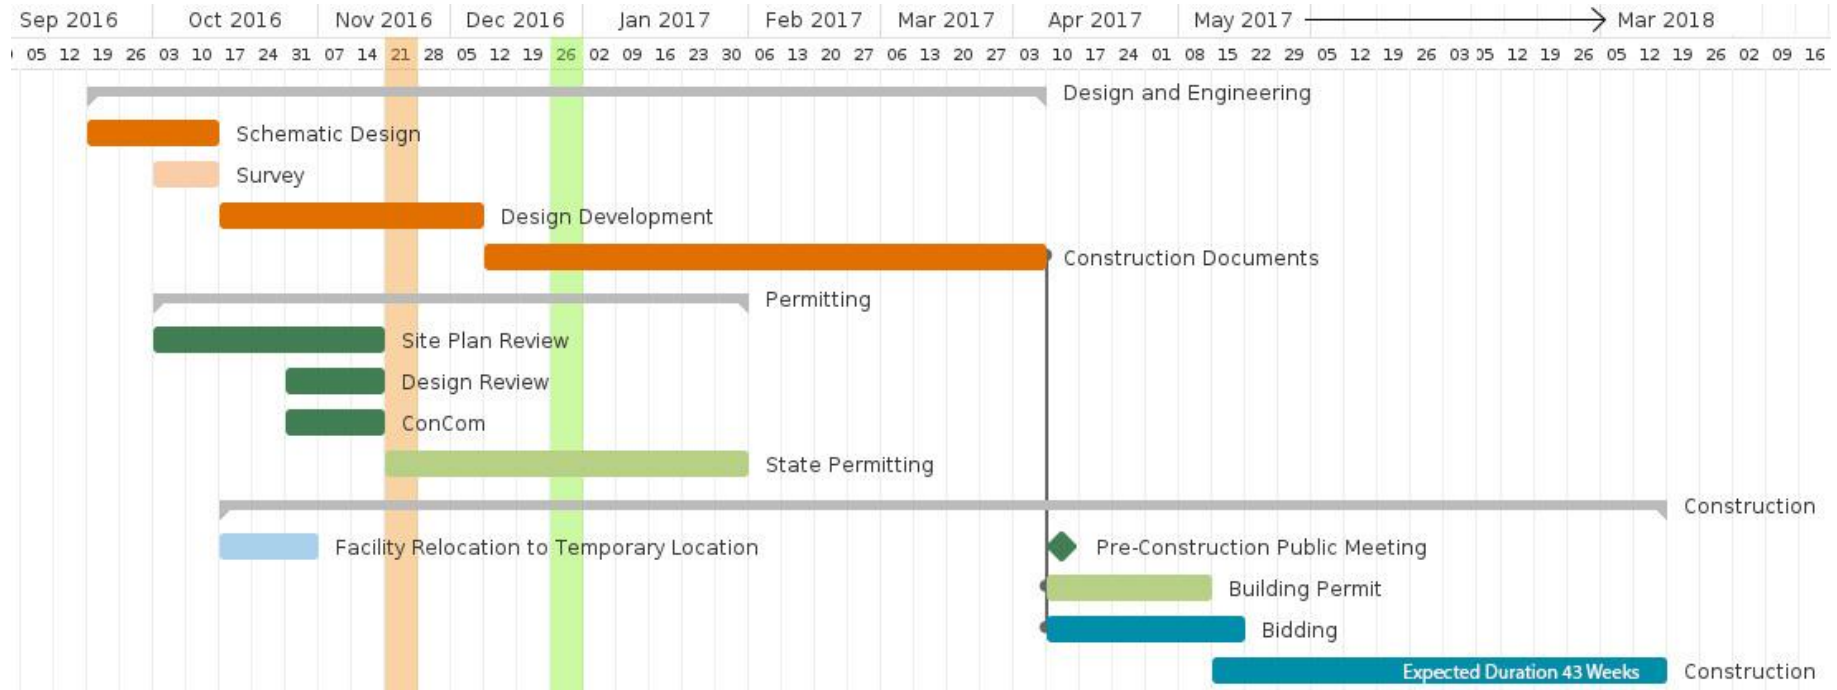 Sep 2016 Oct 2016 Nov 2016 Dec 2016 Jan 2017 Feb 2017 Mar 2017 Apr 2017 May 2017 Mar 2018
05 12 19 26 03 10 17 24 31 07 14 21 28 05 12 19 26 02 09 16 23 30 06 13 20 27 06 13 20 27 03 10 17 24 01 08 15 22 29 05 12 19 26 03 05 12 19 26 05 12 19 26 02 09 16
Design and Engineering
Schematic Design
Survey
Design Development
Construction Documents
Permitting
Site Plan Review
Design Review
ConCom
State Permitting
Construction
Facility Relocation to Temporary Location Pre-Construction Public Meeting
Building Permit
Bidding
Expected Duration 43 Weeks Construction